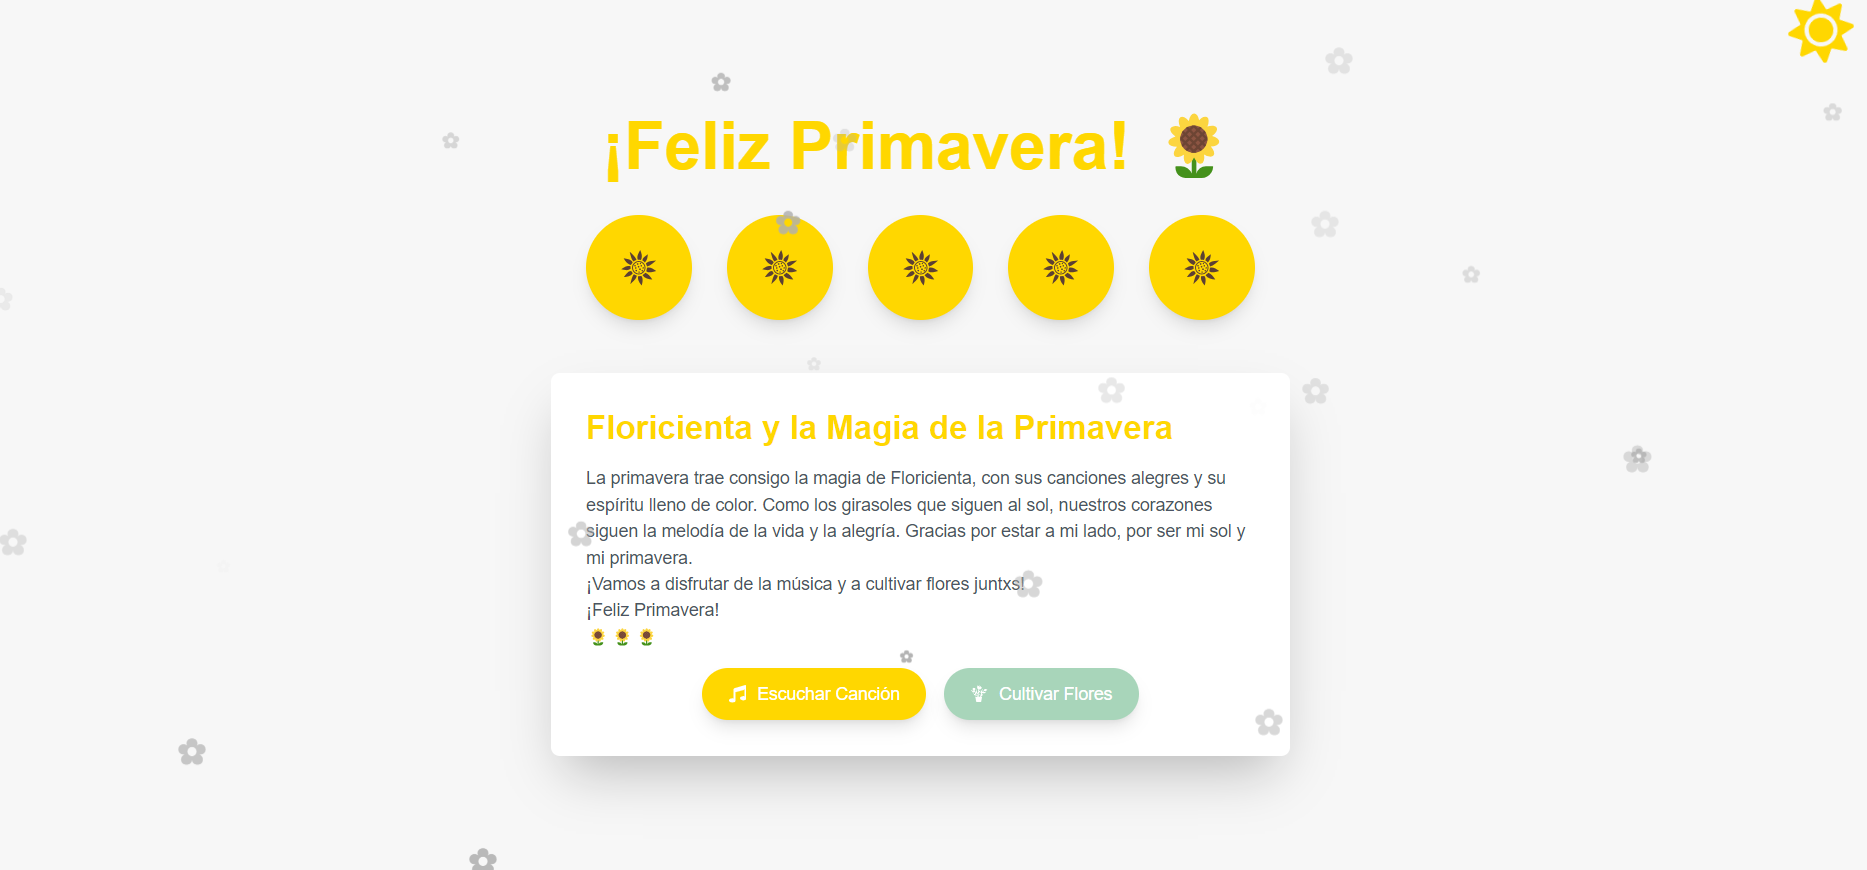 ¡Feliz Primavera! 🌻
Floricienta y la Magia de la Primavera
La primavera trae consigo la magia de Floricienta, con sus canciones alegres y su
espíritu lleno de color. Como los girasoles que siguen al sol, nuestros corazones
siguen la melodía de la vida y la alegría. Gracias por estar a mi lado, por ser mi sol y
mi primavera.
¡Vamos a disfrutar de la música y a cultivar flores juntxs!
¡Feliz Primavera!
🌻 🌻 🌻
Escuchar Canción
Cultivar Flores